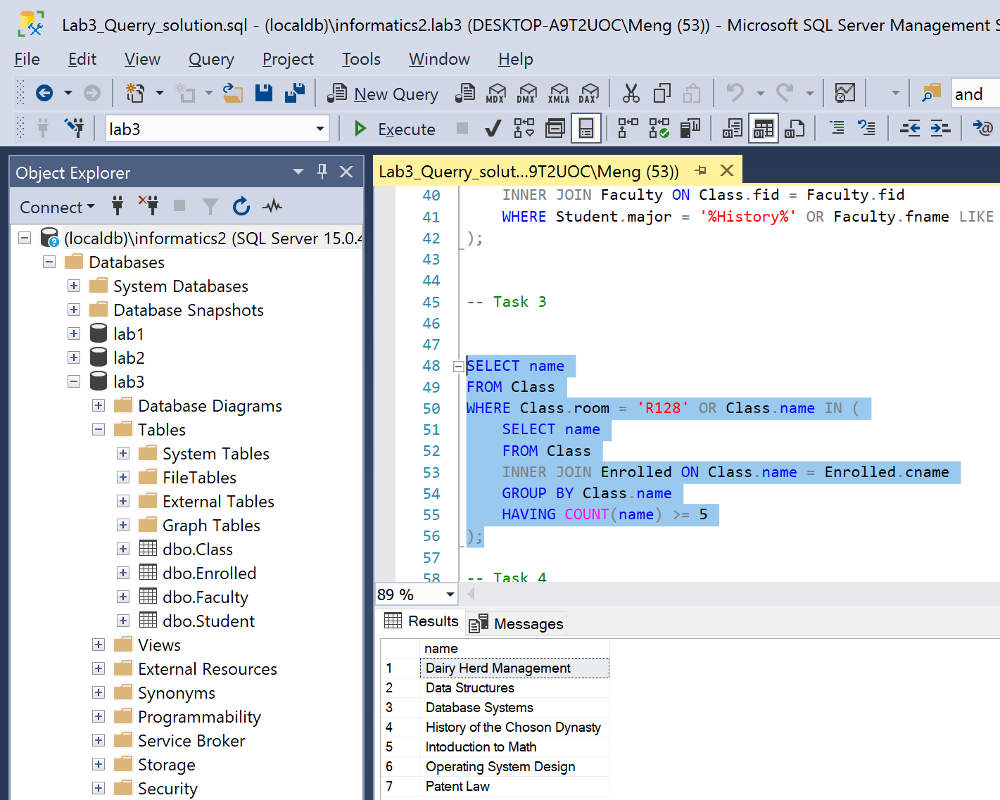 Lab3_Querry_solution.sql - (localdb)\informatics2.lab3 (DESKTOP-A9T2UOC\Meng (53)) - Microsoft SQL Server Management S
File Edit View Query Project Tools Window Help
New Query MDX DMX XMLA DAX and
lab3 Execute
Object Explorer
Connect
(localdb)\informatics2 (SQL Server 15.0.4
Databases
System Databases
Database Snapshots
lab1
lab2
lab3
Database Diagrams
Tables
System Tables
FileTables
External Tables
Graph Tables
dbo.Class
dbo.Enrolled
dbo.Faculty
dbo.Student
Views
External Resources
Synonyms
Programmability
Service Broker
Storage
Security
Lab3_Querry_solut...9T2UOC\Meng (53))
40 INNER JOIN Faculty ON Class.fid = Faculty.fid
41 WHERE Student.major = '%History%' OR Faculty.fname LIKE
42 );
43
44
45 -- Task 3
46
47
48 SELECT name
49 FROM Class
50 WHERE Class.room = 'R128' OR Class.name IN (
51 SELECT name
52 FROM Class
53 INNER JOIN Enrolled ON Class.name = Enrolled.cname
54 GROUP BY Class.name
55 HAVING COUNT(name) >= 5
56 );
57
58 -- Task 4
89 %
Results Messages
name
1 Dairy Herd Management
2 Data Structures
3 Database Systems
4 History of the Choson Dynasty
5 Intoduction to Math
6 Operating System Design
7 Patent Law